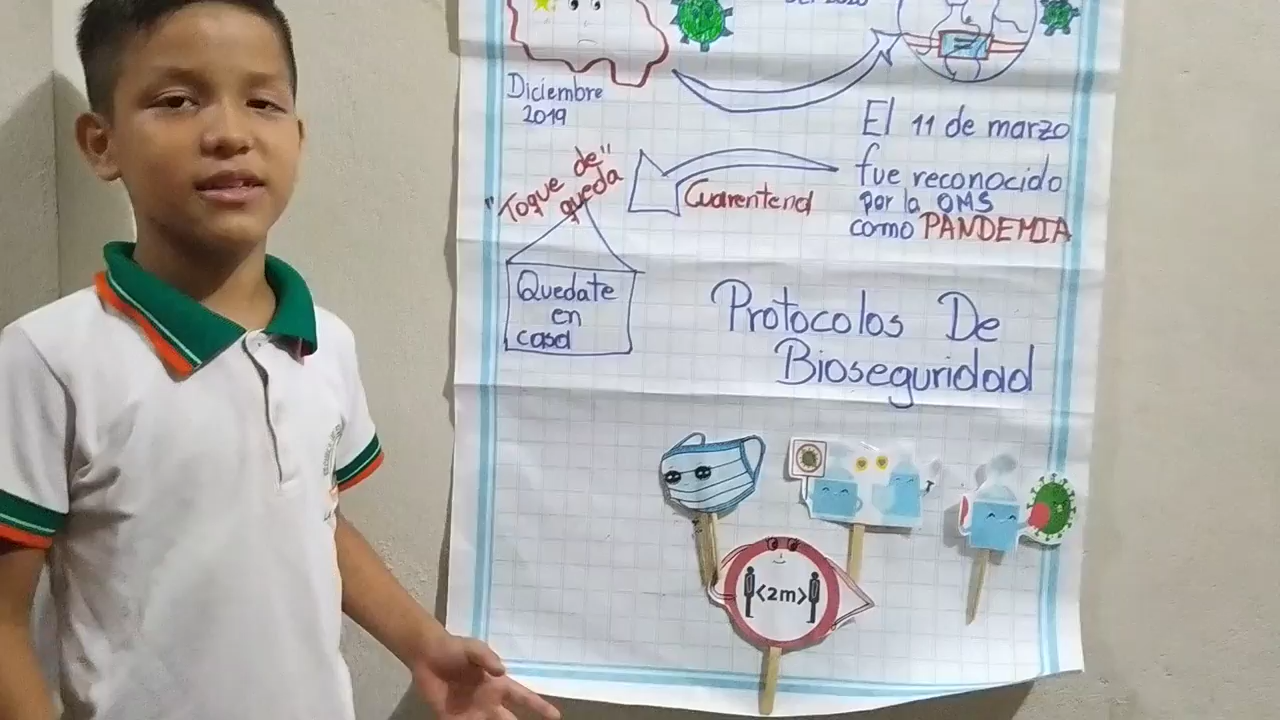 Diciembre
2019
El 11 de marzo
fue reconocido
por la OMS
como PANDEMIA
Cuarentena
"Toque de"
queda
Quedate
en
casa
Protocolos De
Bioseguridad
<2m>